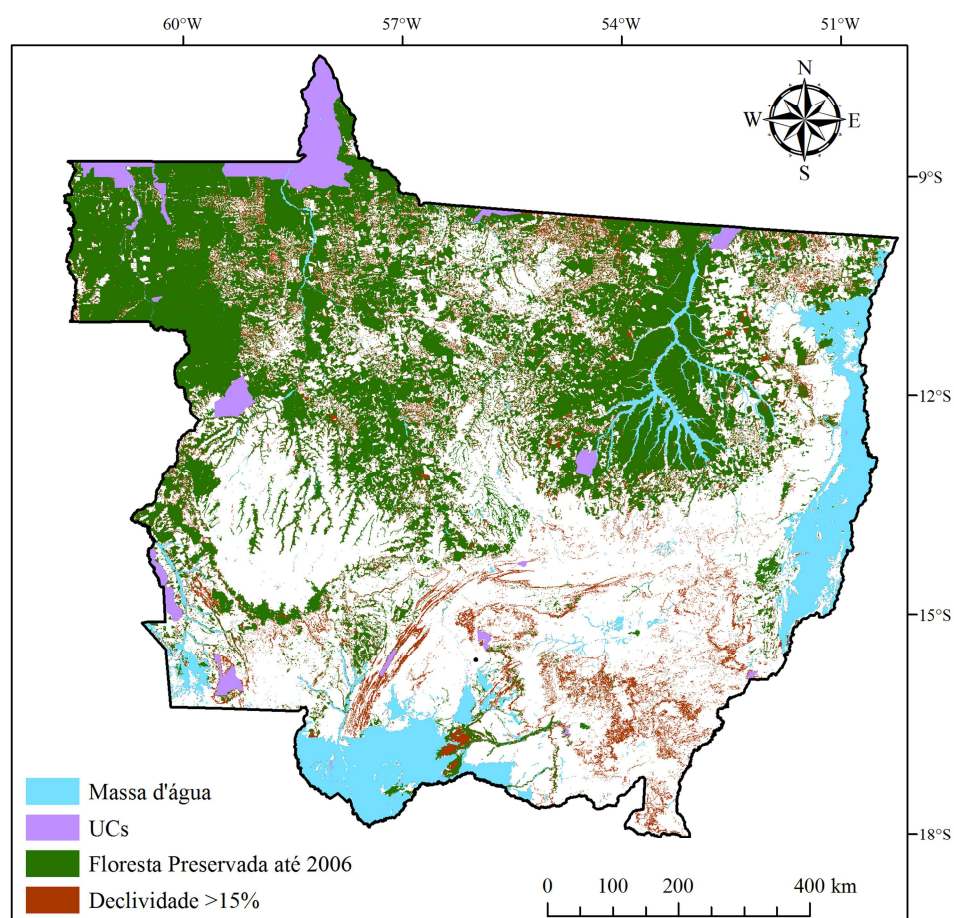 60°W 57°W 54°W 51°W
N
W E
S
9°S
12°S
15°S
18°S
Massa d'água
UCs
Floresta Preservada até 2006
Declividade >15%
0 100 200 400 km